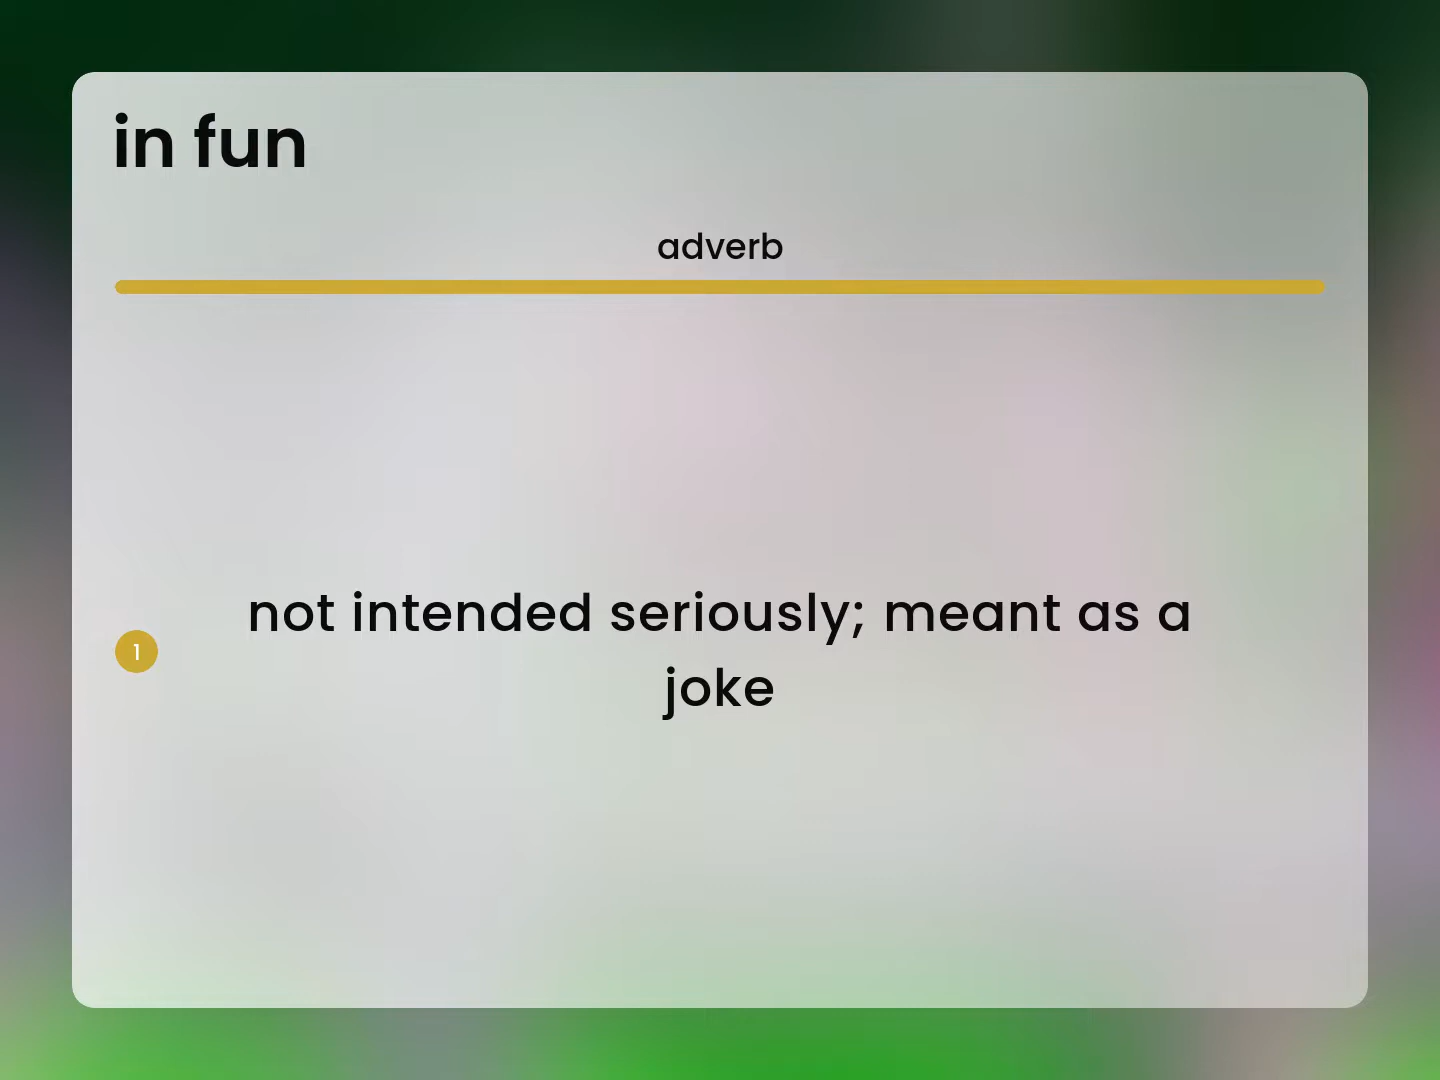 in fun
adverb
1
not intended seriously; meant as a
joke